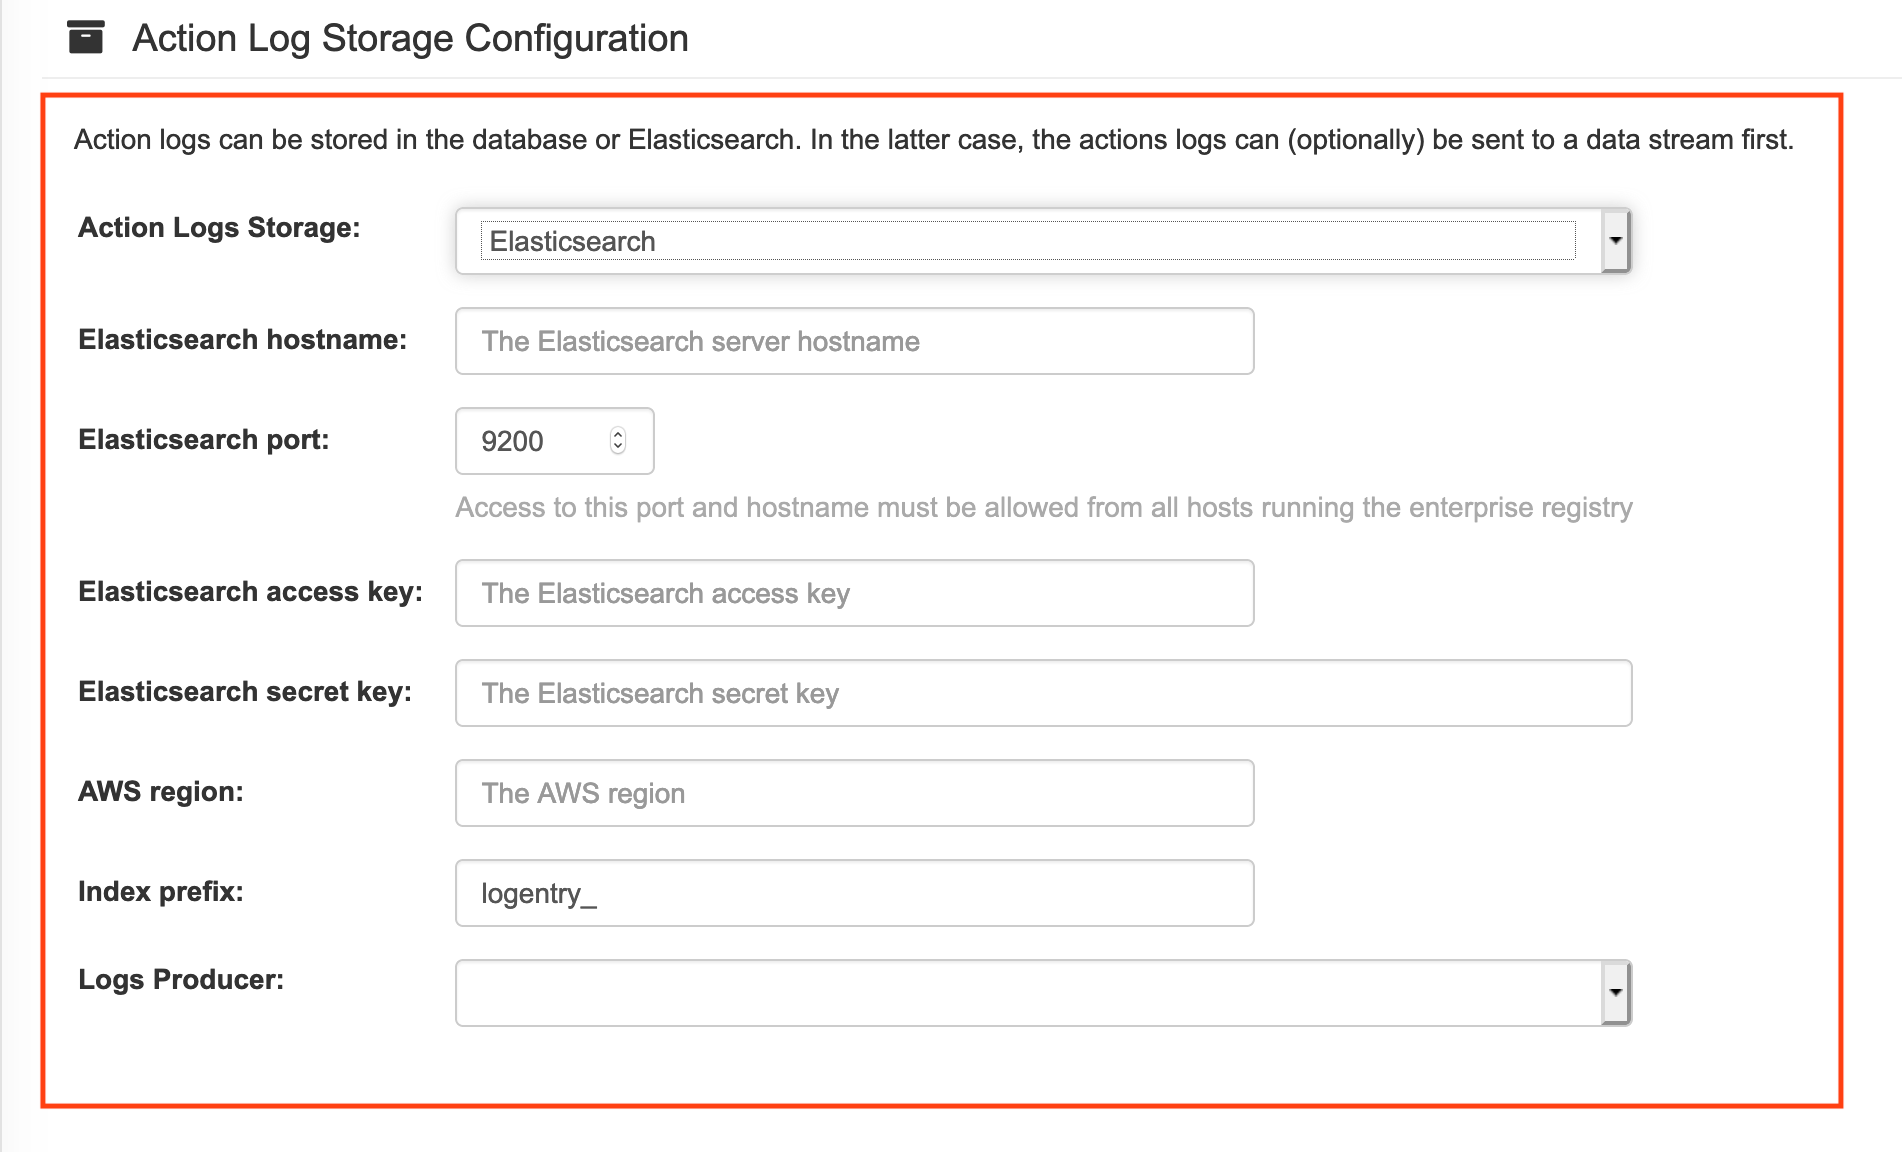 Action Log Storage Configuration
Action logs can be stored in the database or Elasticsearch. In the latter case, the actions logs can (optionally) be sent to a data stream first.
Action Logs Storage:
Elasticsearch
Elasticsearch hostname:
The Elasticsearch server hostname
Elasticsearch port:
9200
Access to this port and hostname must be allowed from all hosts running the enterprise registry
Elasticsearch access key:
The Elasticsearch access key
Elasticsearch secret key:
The Elasticsearch secret key
AWS region:
The AWS region
Index prefix:
logentry_
Logs Producer: